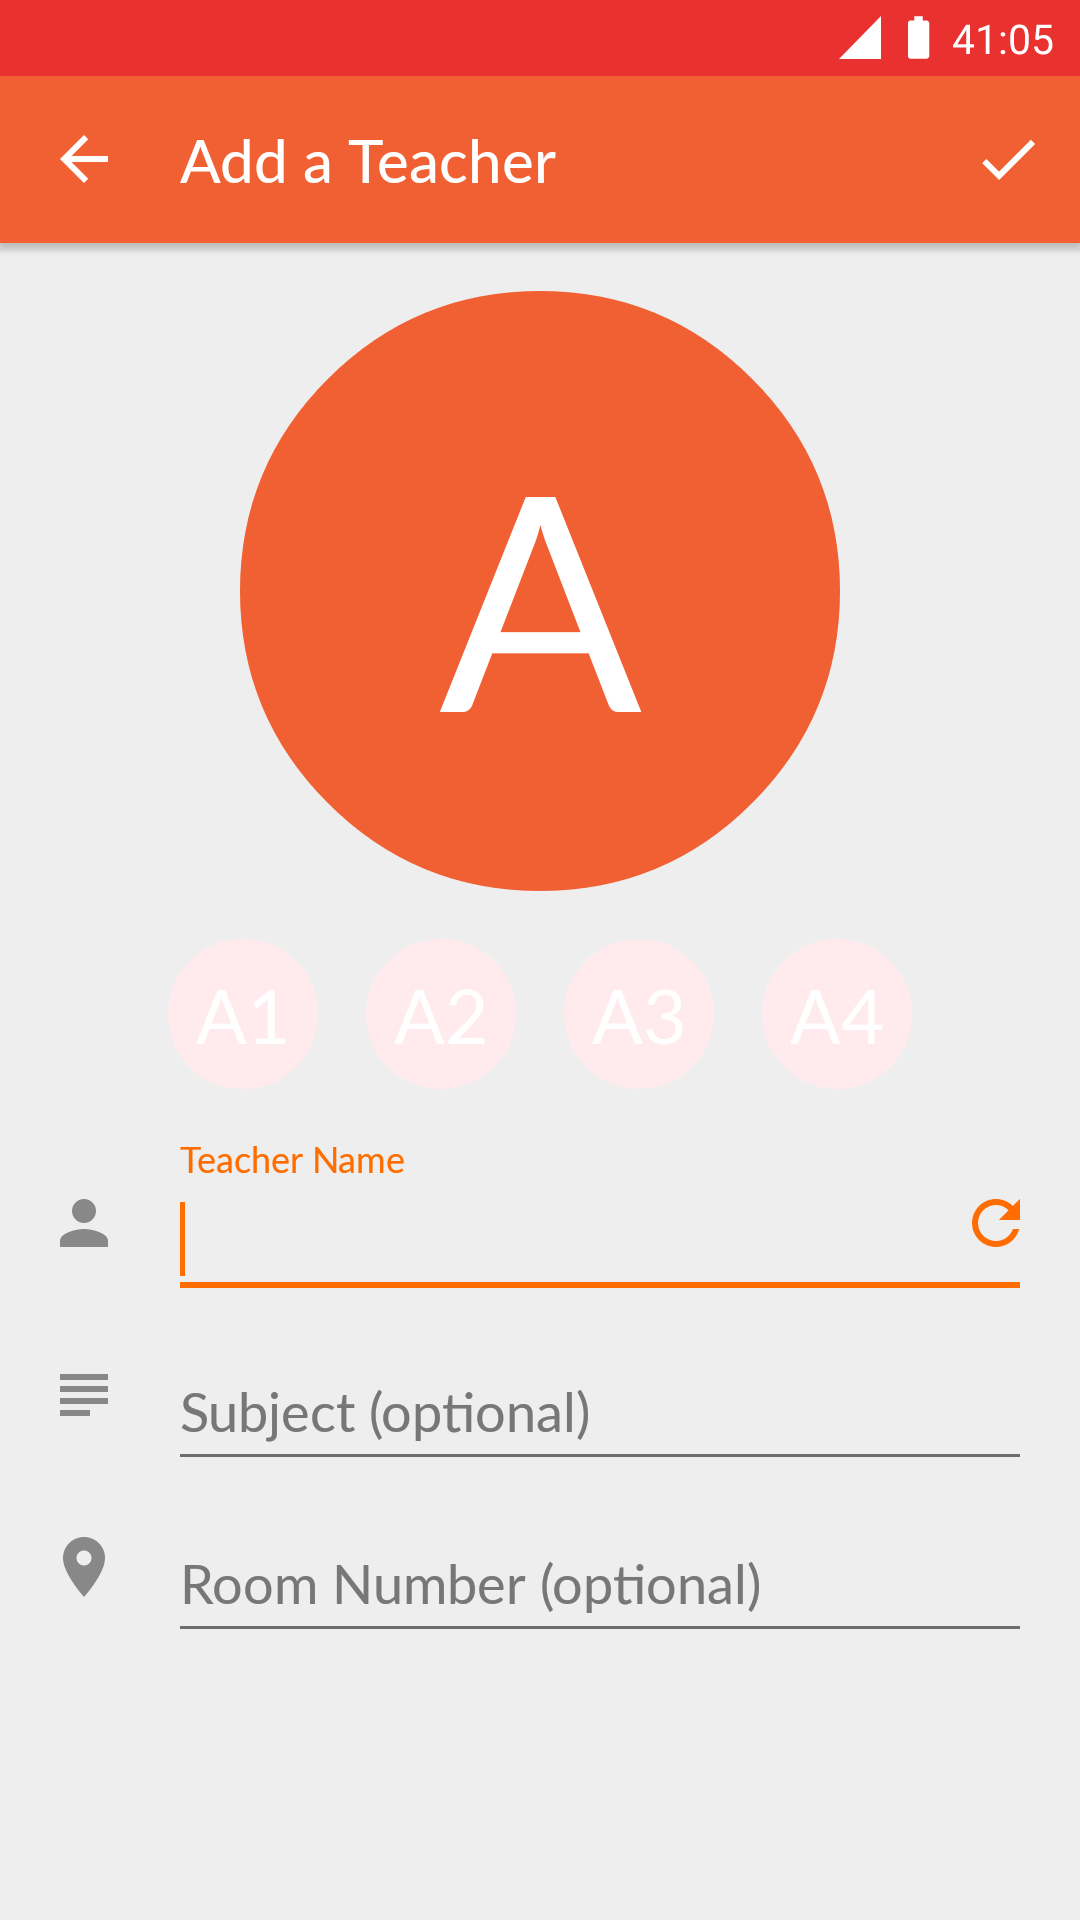 41:05
Add a Teacher
A
A1 A2 A3 A4
Teacher Name
Subject (optional)
Room Number (optional)